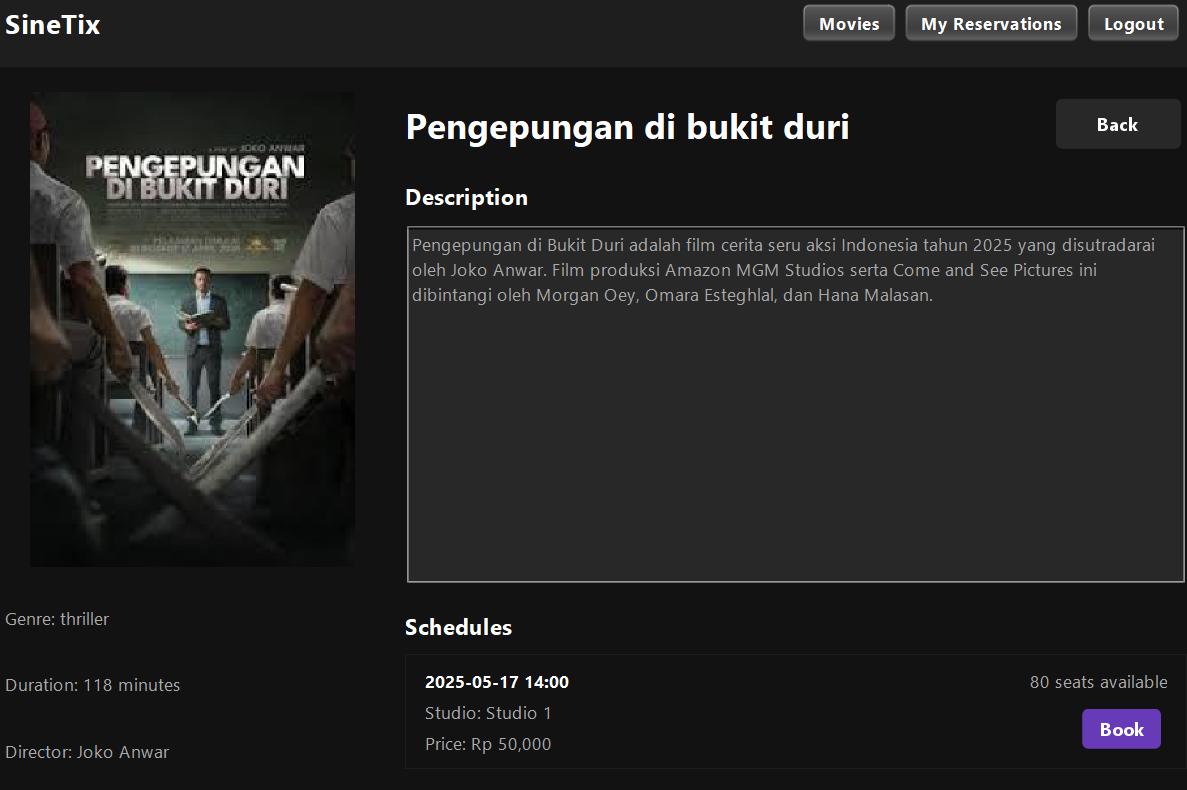 SineTix
Movies
My Reservations
Logout
JOKO ANWAR
PENGEPUNGAN
DI BUKIT DURI
Pengepungan di bukit duri
Back
Description
Pengepungan di Bukit Duri adalah film cerita seru aksi Indonesia tahun 2025 yang disutradarai
oleh Joko Anwar. Film produksi Amazon MGM Studios serta Come and See Pictures ini
dibintangi oleh Morgan Oey, Omara Esteghlal, dan Hana Malasan.
Genre: thriller
Duration: 118 minutes
Director: Joko Anwar
Schedules
2025-05-17 14:00
80 seats available
Studio: Studio 1
Price: Rp 50,000
Book